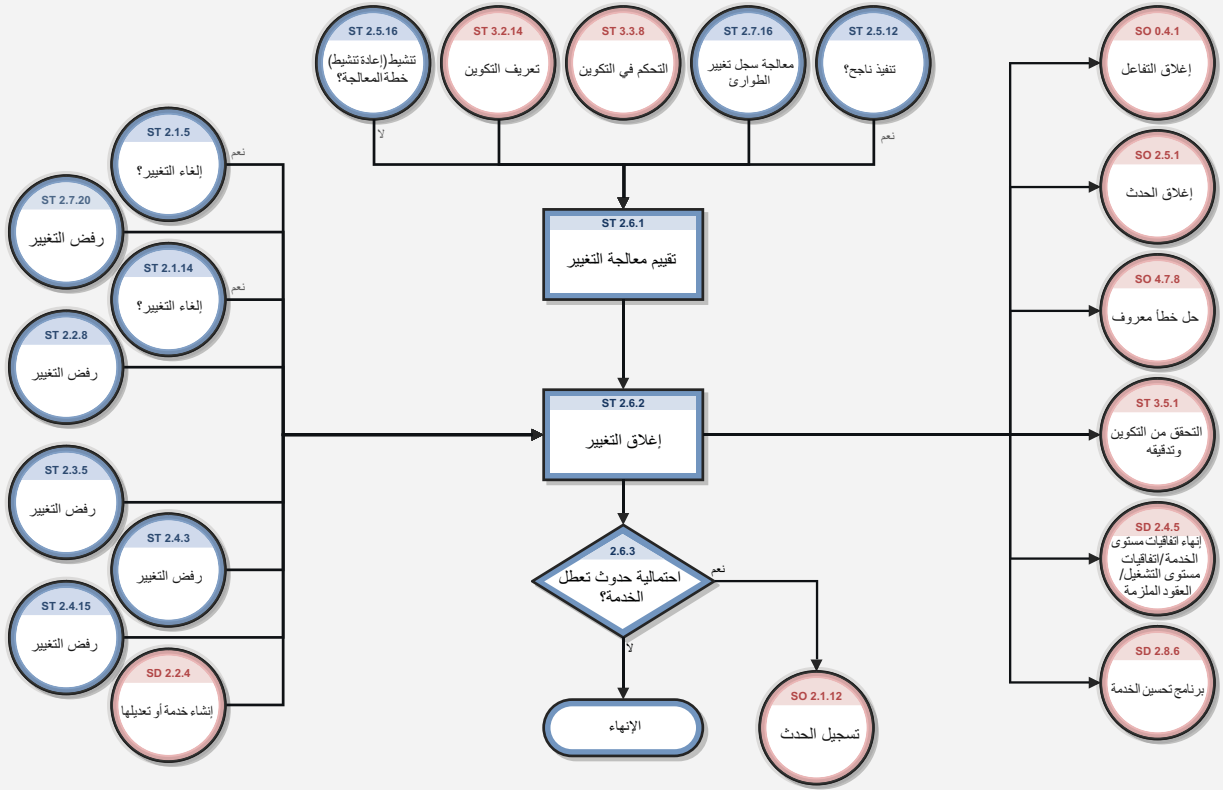 ST 2.5.16
تنشيط (إعادة تنشيط)
خطة المعالجة؟
لا
ST 3.2.14
تعريف التكوين
ST 3.3.8
التحكم في التكوين
ST 2.7.16
معالجة سجل تغيير
الطوارئ
ST 2.5.12
تنفيذ ناجح؟
نعم
ST 2.1.5
إلغاء التغيير؟
نعم
ST 2.7.20
رفض التغيير
ST 2.1.14
إلغاء التغيير؟
نعم
ST 2.2.8
رفض التغيير
ST 2.3.5
رفض التغيير
ST 2.4.3
رفض التغيير
ST 2.4.15
رفض التغيير
SD 2.2.4
إنشاء خدمة أو تعديلها
ST 2.6.1
تقييم معالجة التغيير
ST 2.6.2
إغلاق التغيير
2.6.3
احتمالية حدوث تعطل
الخدمة؟
نعم
لا
الإنهاء
SO 2.1.12
تسجيل الحدث
SO 0.4.1
إغلاق التفاعل
SO 2.5.1
إغلاق الحدث
SO 4.7.8
حل خطأ معروف
ST 3.5.1
التحقق من التكوين
وتدقيقه
SD 2.4.5
إنهاء اتفاقيات مستوى
الخدمة/اتفاقيات
مستوى التشغيل/
العقود الملزمة
SD 2.8.6
برنامج تحسين الخدمة